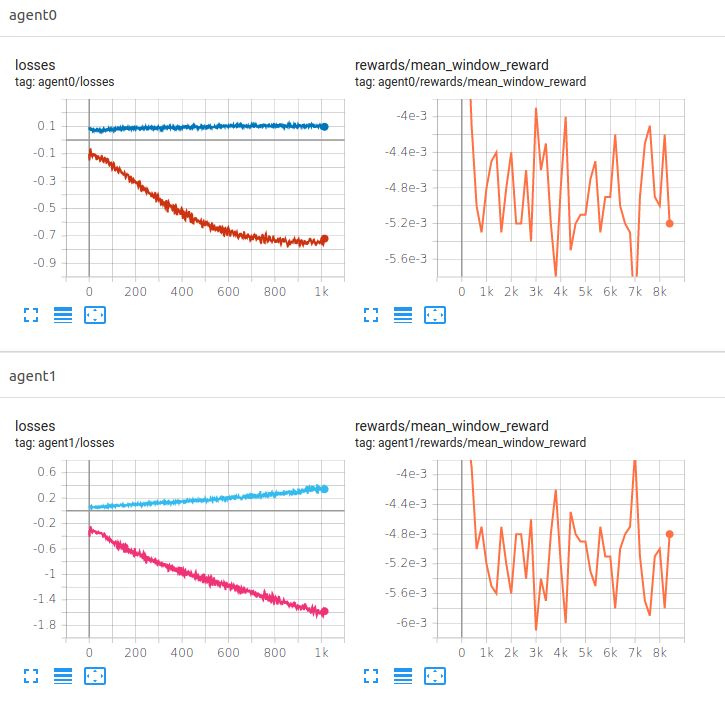 agent0
losses
tag: agent0/losses
0.1
-0.1
-0.3
-0.5
-0.7
-0.9
0 200 400 600 800 1k
rewards/mean_window_reward
tag: agent0/rewards/mean_window_reward
-4e-3
-4.4e-3
-4.8e-3
-5.2e-3
-5.6e-3
0 1k 2k 3k 4k 5k 6k 7k 8k
agent1
losses
tag: agent1/losses
0.6
0.2
-0.2
-0.6
-1
-1.4
-1.8
0 200 400 600 800 1k
rewards/mean_window_reward
tag: agent1/rewards/mean_window_reward
-4e-3
-4.4e-3
-4.8e-3
-5.2e-3
-5.6e-3
-6e-3
0 1k 2k 3k 4k 5k 6k 7k 8k